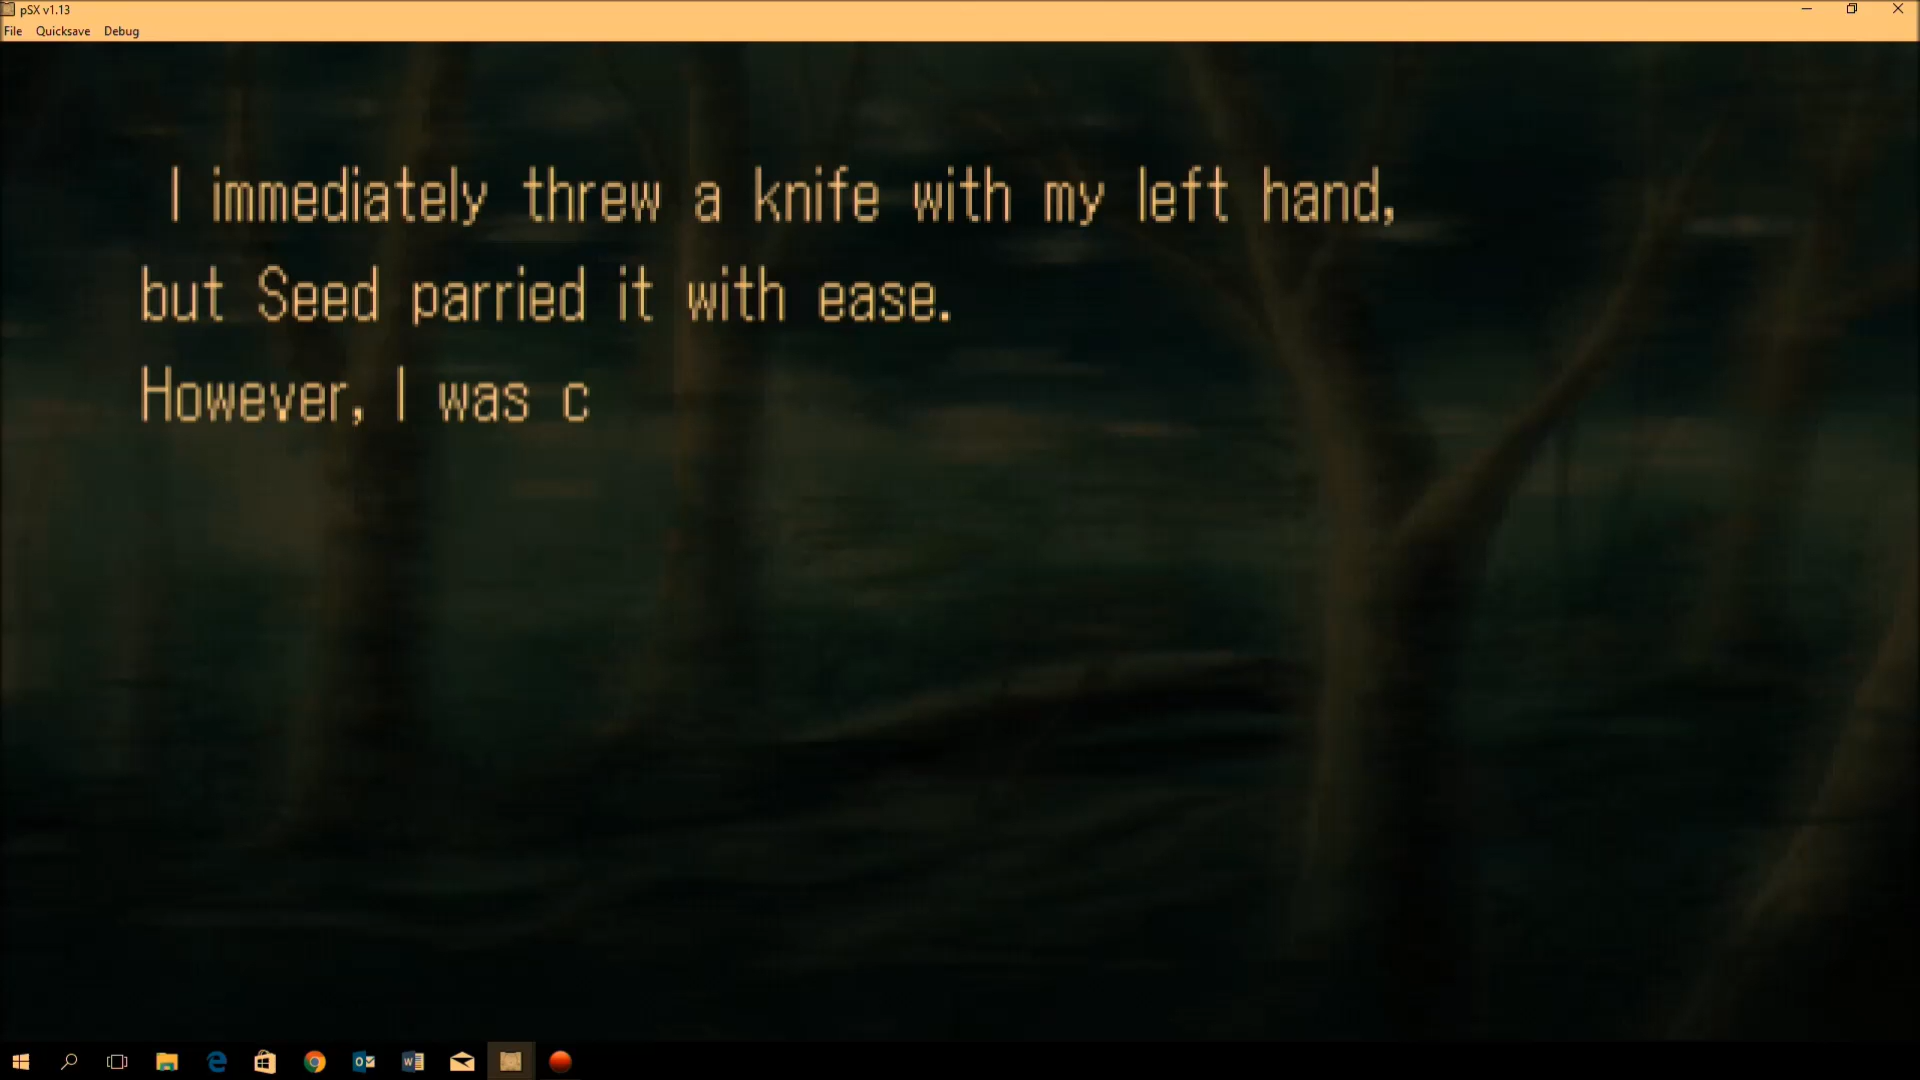 pSX v1.13
File Quicksave Debug
I immediately threw a knife with my left hand,
but Seed parried it with ease.
However, I was c